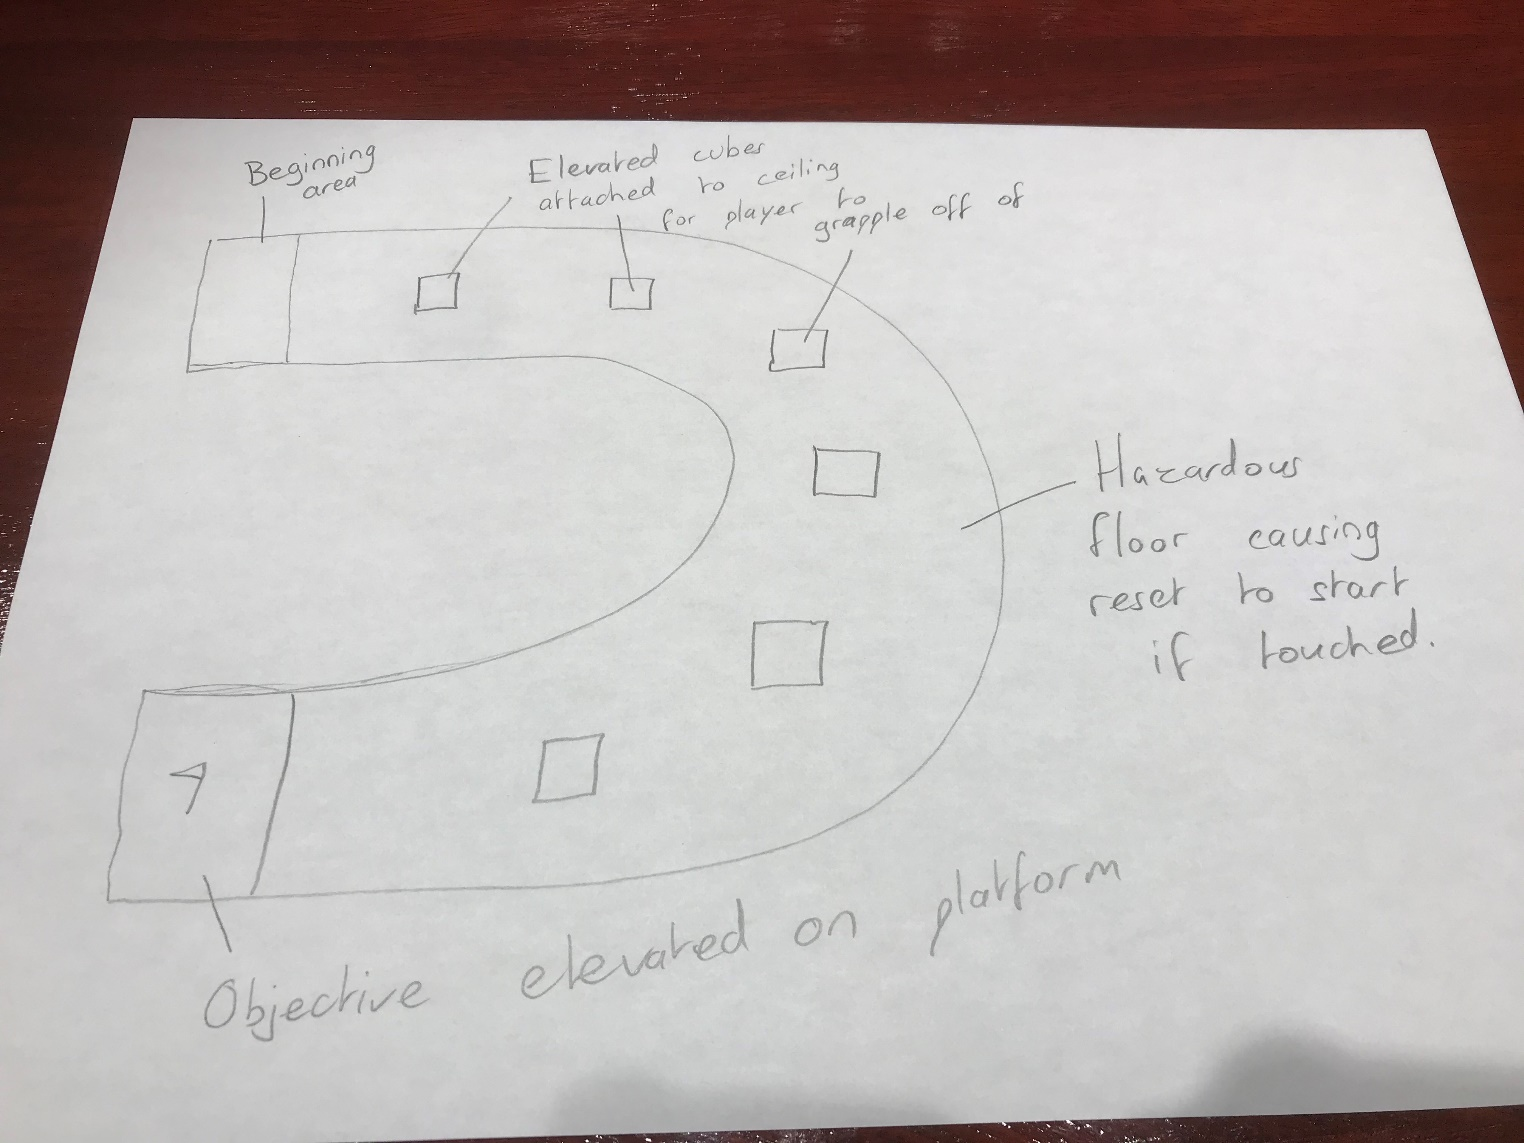 Beginning
area
Elevated cubes
attached to ceiling
for player to
grapple off of
Hazardous
floor causing
reset to start
if touched.
Objective elevated on platform